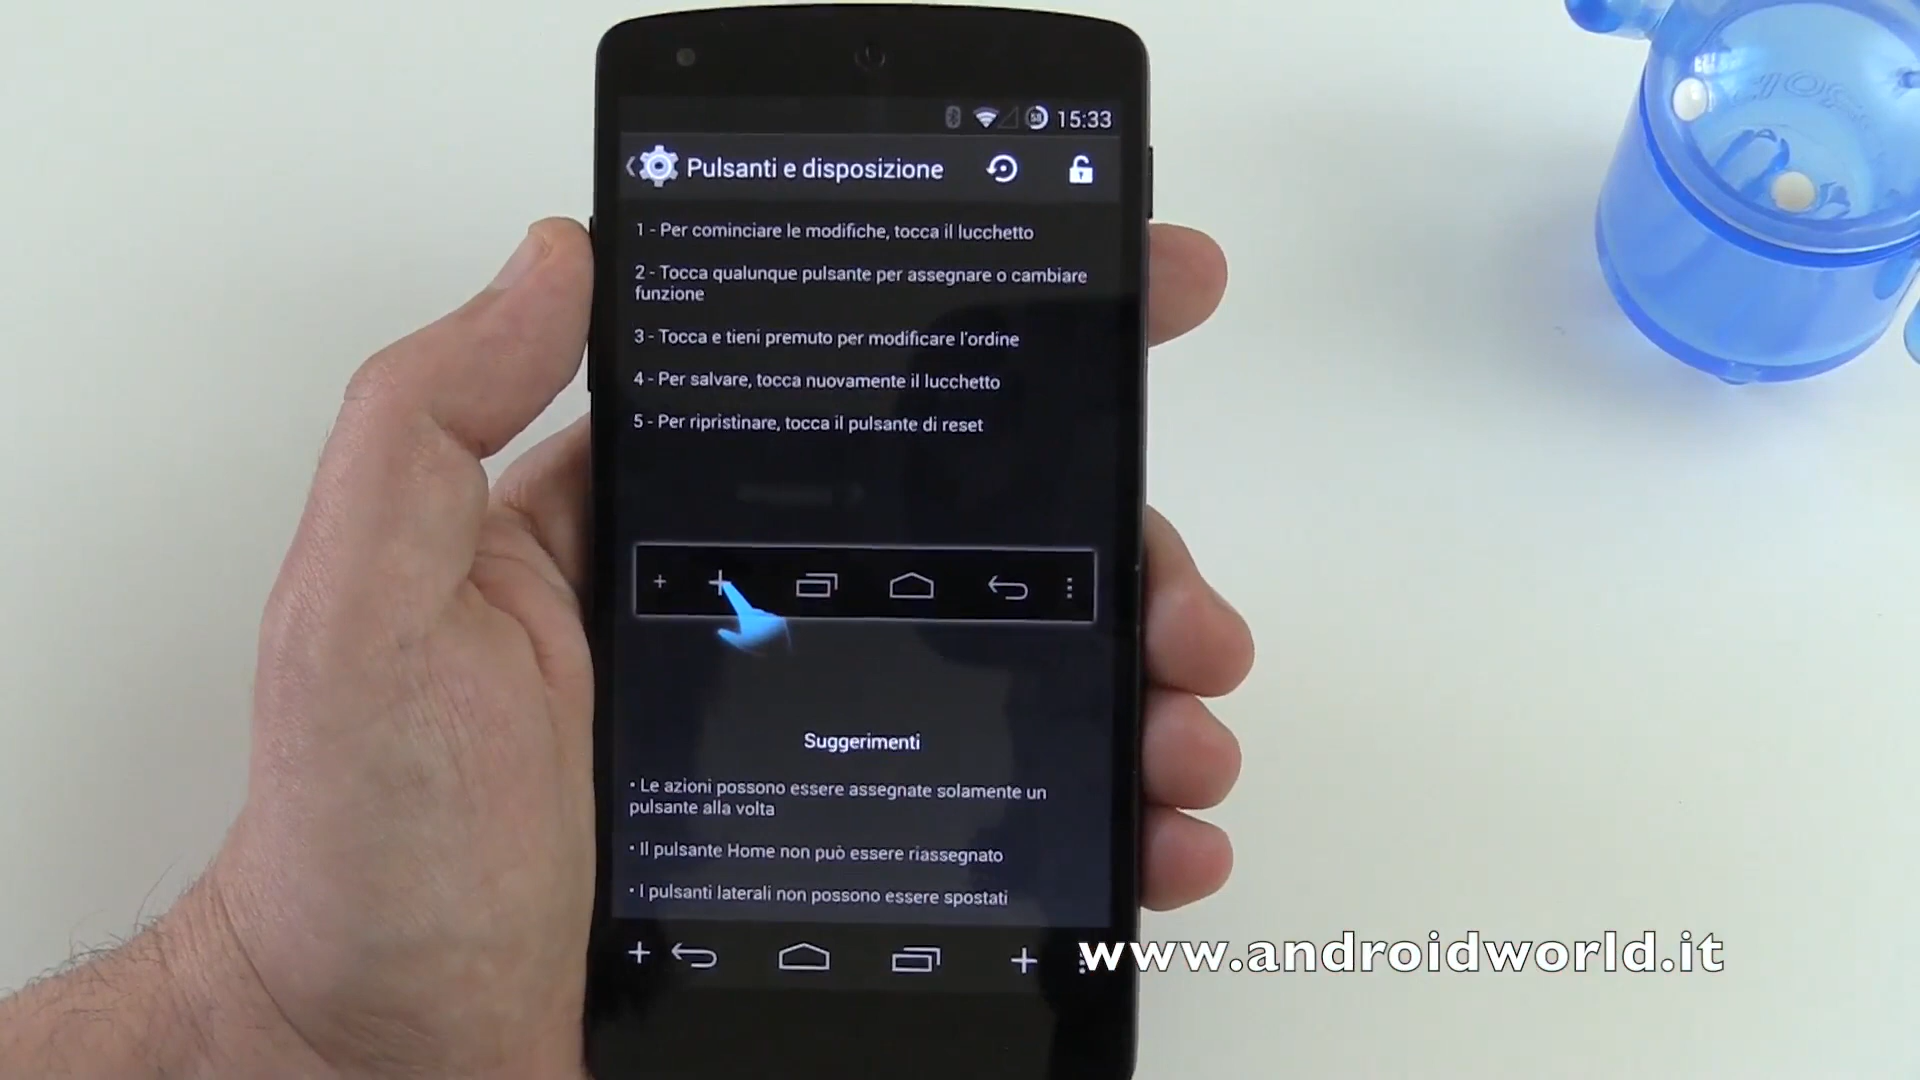 58 15:33
Pulsanti e disposizione
1 - Per cominciare le modifiche, tocca il lucchetto
2 - Tocca qualunque pulsante per assegnare o cambiare
funzione
3 - Tocca e tieni premuto per modificare l'ordine
4 - Per salvare, tocca nuovamente il lucchetto
5 - Per ripristinare, tocca il pulsante di reset
Suggerimenti
• Le azioni possono essere assegnate solamente un
pulsante alla volta
• Il pulsante Home non può essere riassegnato
• I pulsanti laterali non possono essere spostati
www.androidworld.it